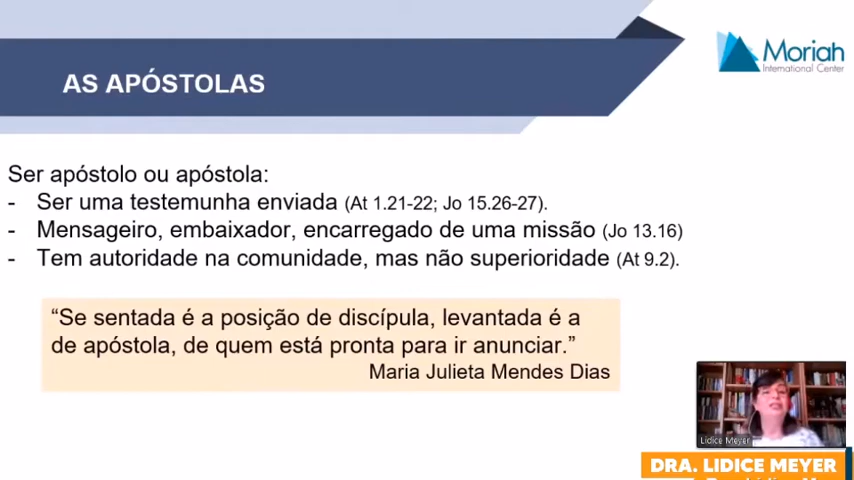 AS APÓSTOLAS
Moriah
International Center
Ser apóstolo ou apóstola:
- Ser uma testemunha enviada (At 1.21-22; Jo 15.26-27).
- Mensageiro, embaixador, encarregado de uma missão (Jo 13.16)
- Tem autoridade na comunidade, mas não superioridade (At 9.2).
“Se sentada é a posição de discípula, levantada é a
de apóstola, de quem está pronta para ir anunciar.”
Maria Julieta Mendes Dias
Lidice Meyer
DRA. LIDICE MEYER